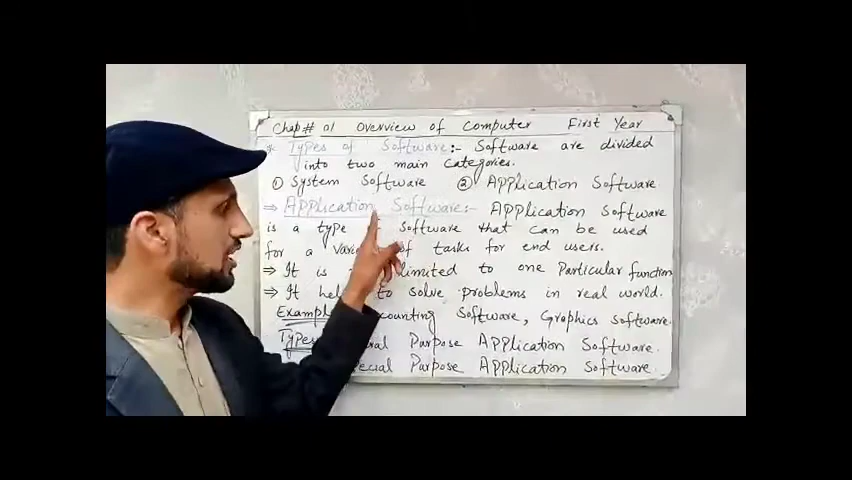 Chap# 01 Overview of Computer First Year
* Types of Software:- Software are divided
into two main categories.
① System Software ② Application Software
⇒ Application Software:- Application Software
is a type software that can be used
for a of tasks for end users.
⇒ It is limited to one Particular function
⇒ It to solve problems in real world.
Software, Graphics Software.
Types Purpose Application Software.
Purpose Application Software